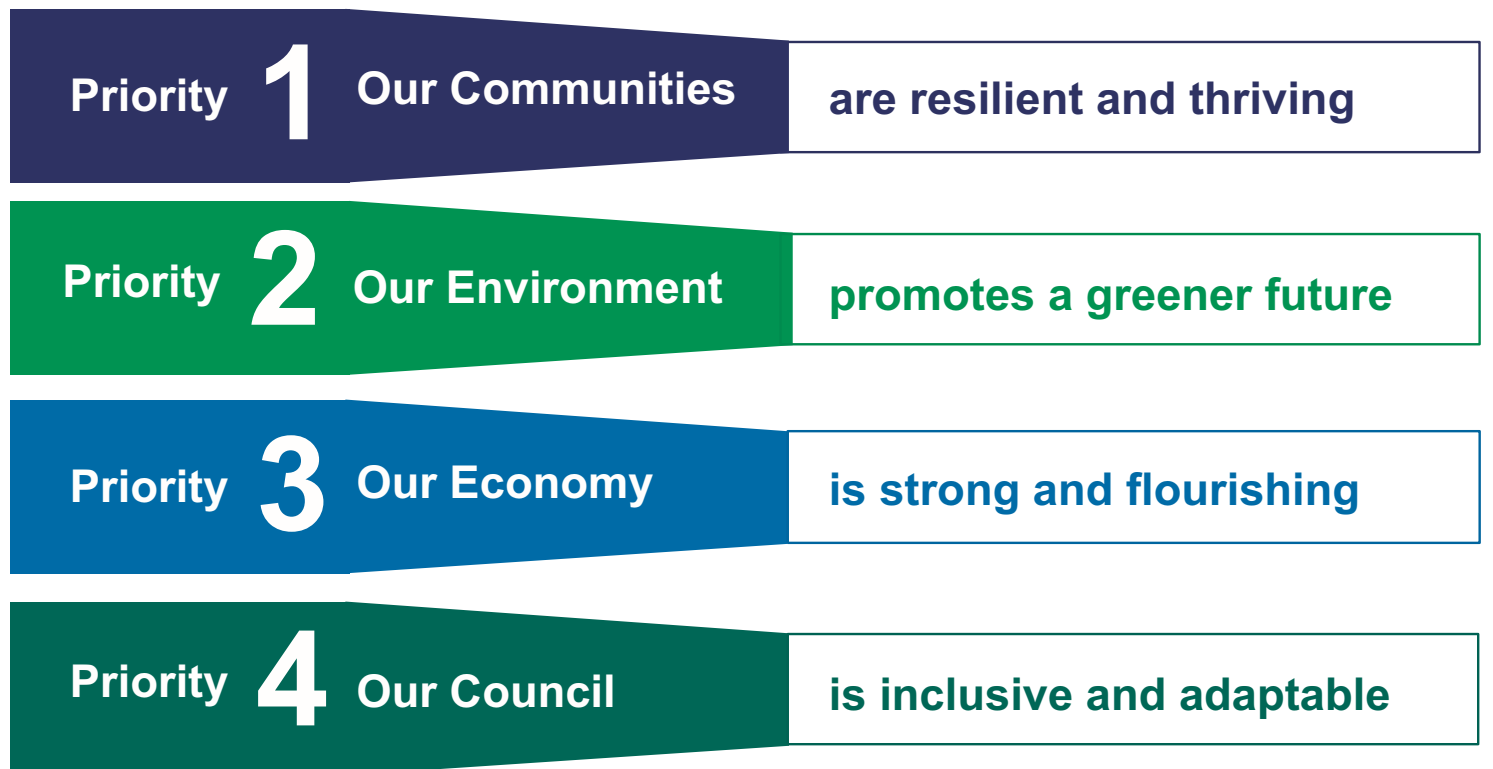 Priority 1 Our Communities are resilient and thriving
Priority 2 Our Environment promotes a greener future
Priority 3 Our Economy is strong and flourishing
Priority 4 Our Council is inclusive and adaptable